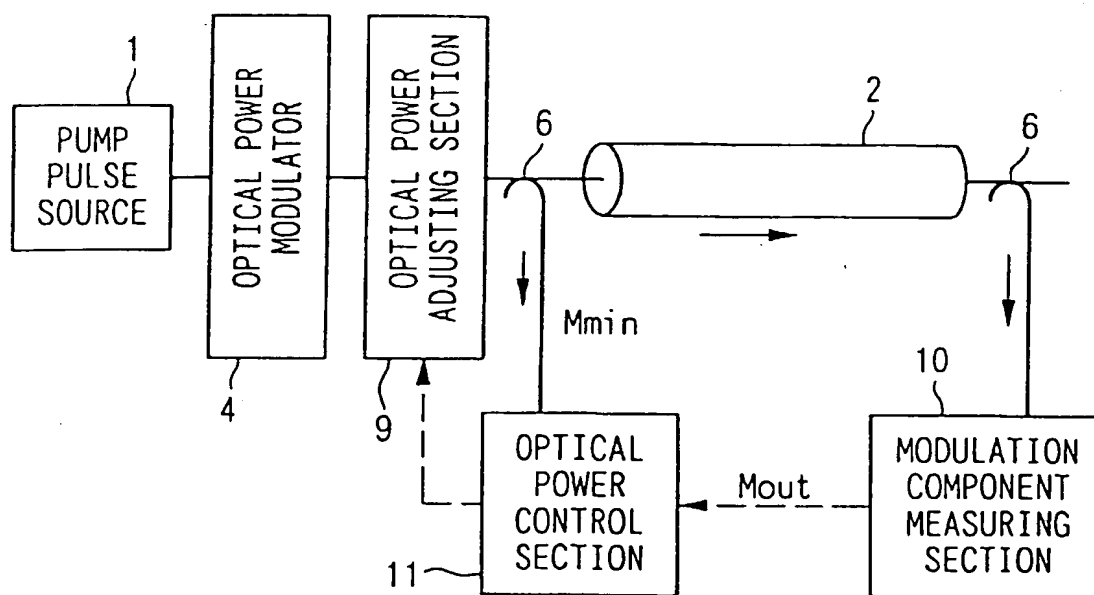 1
PUMP
PULSE
SOURCE
OPTICAL POWER
MODULATOR
4
OPTICAL POWER
ADJUSTING SECTION
9
6
2
6
Mmin
10
OPTICAL
POWER
CONTROL
SECTION
11
Mout
MODULATION
COMPONENT
MEASURING
SECTION